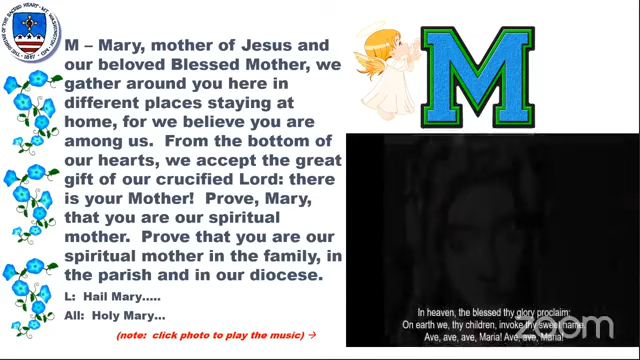 M – Mary, mother of Jesus and
our beloved Blessed Mother, we
gather around you here in
different places staying at
home, for we believe you are
among us.  From the bottom of
our hearts, we accept the great
gift of our crucified Lord: there
is your Mother!  Prove, Mary,
that you are our spiritual
mother.  Prove that you are our
spiritual mother in the family, in
the parish and in our diocese.
L:  Hail Mary.....
All:  Holy Mary...
(note:  click photo to play the music) →
M
In heaven, the blessed thy glory proclaim;
On earth we, thy children, invoke thy sweet name.
Ave, ave, ave, Maria! Ave, ave, Maria!
zoom